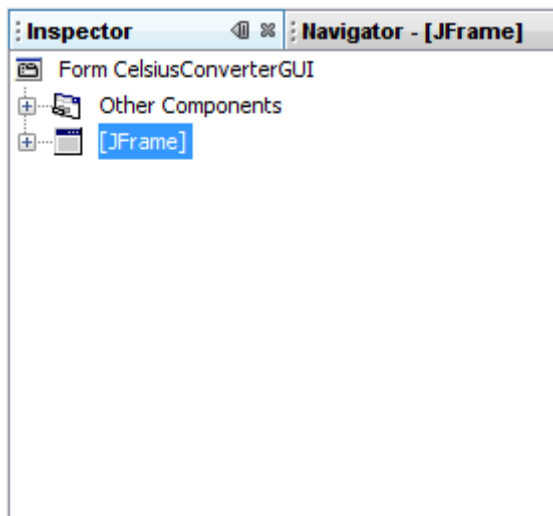 Inspector Navigator - [JFrame]
Form CelsiusConverterGUI
Other Components
[JFrame]